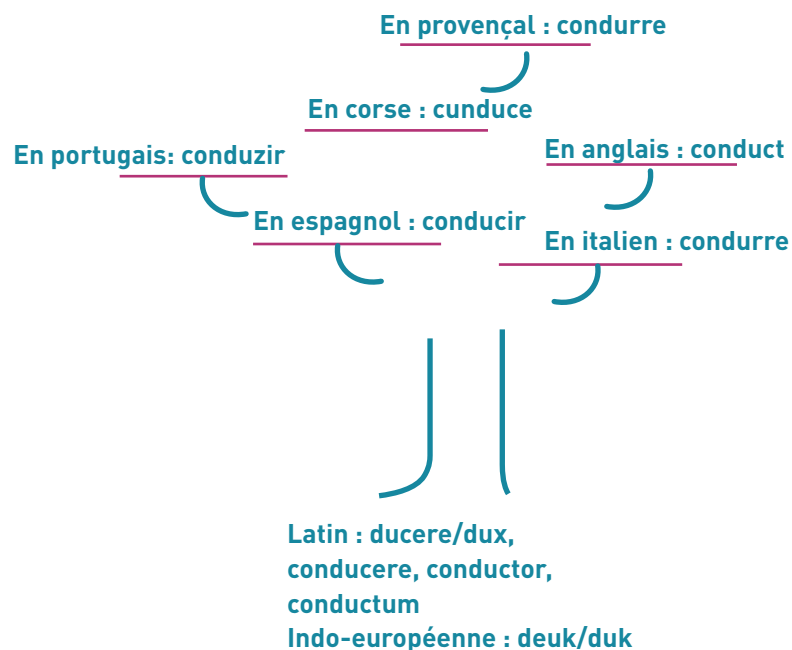 En provençal : condurre
En corse : cunduce
En portugais: conduzir
En anglais : conduct
En espagnol : conducir
En italien : condurre
Latin : ducere/dux,
conducere, conductor,
conductum
Indo-européenne : deuk/duk